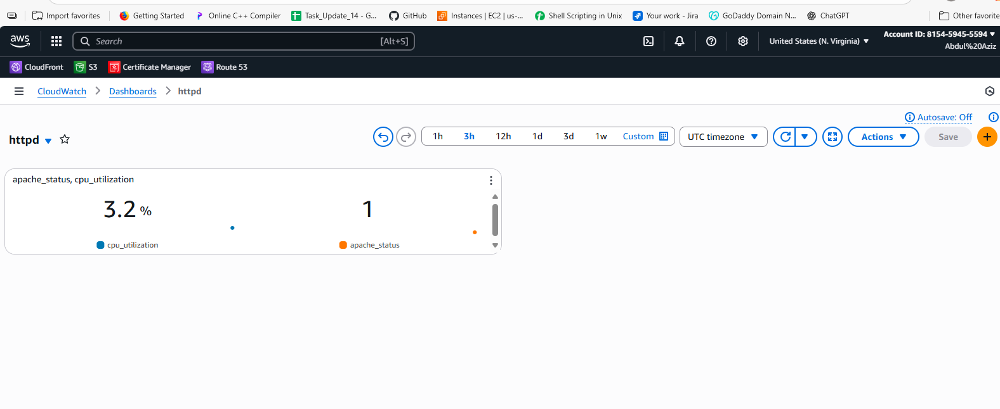 Import favorites Getting Started Online C++ Compiler Task_Update_14 - G... GitHub Instances | EC2 | us-... Shell Scripting in Unix Your work - Jira GoDaddy Domain N... ChatGPT Other favorite
aws Search [Alt+S] United States (N. Virginia) Account ID: 8154-5945-5594
Abdul%20Aziz
CloudFront S3 Certificate Manager Route 53
CloudWatch Dashboards httpd
Autosave: Off
httpd 1h 3h 12h 1d 3d 1w Custom UTC timezone Actions Save
apache_status, cpu_utilization
3.2 % 1
cpu_utilization apache_status